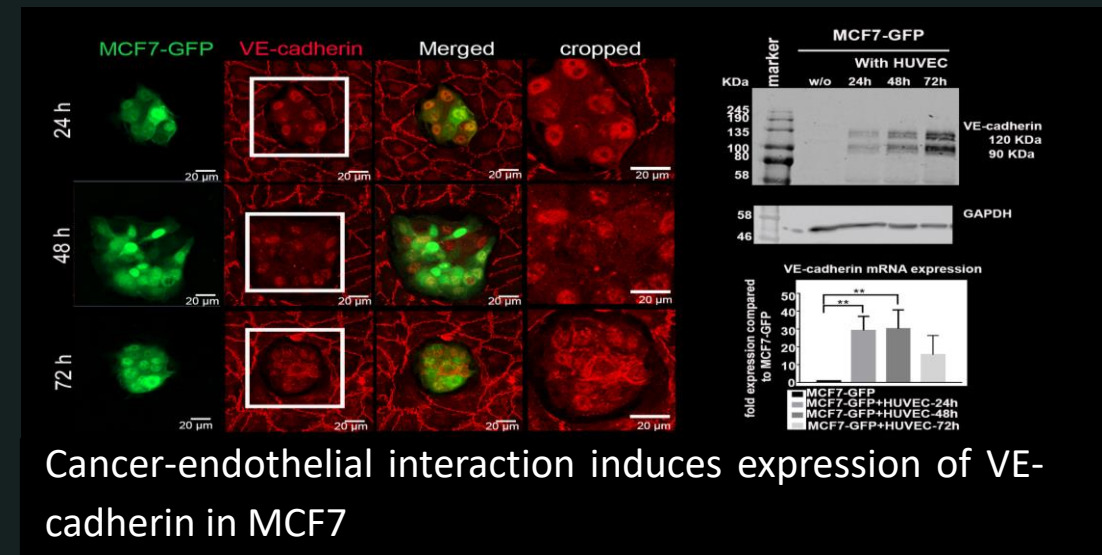 MCF7-GFP VE-cadherin Merged cropped
24 h
20 µm 20 µm 20 µm 20 µm
48 h
20 µm 20 µm 20 µm 20 µm
72 h
20 µm 20 µm 20 µm 20 µm
marker
MCF7-GFP
With HUVEC
KDa w/o 24h 48h 72h
245
190
135
100
80
58
VE-cadherin
120 KDa
90 KDa
58
46
GAPDH
VE-cadherin mRNA expression
fold expression compared
to MCF7-GFP
50
40
30
20
10
0
**
**
MCF7-GFP
MCF7-GFP+HUVEC-24h
MCF7-GFP+HUVEC-48h
MCF7-GFP+HUVEC-72h
Cancer-endothelial interaction induces expression of VE-
cadherin in MCF7